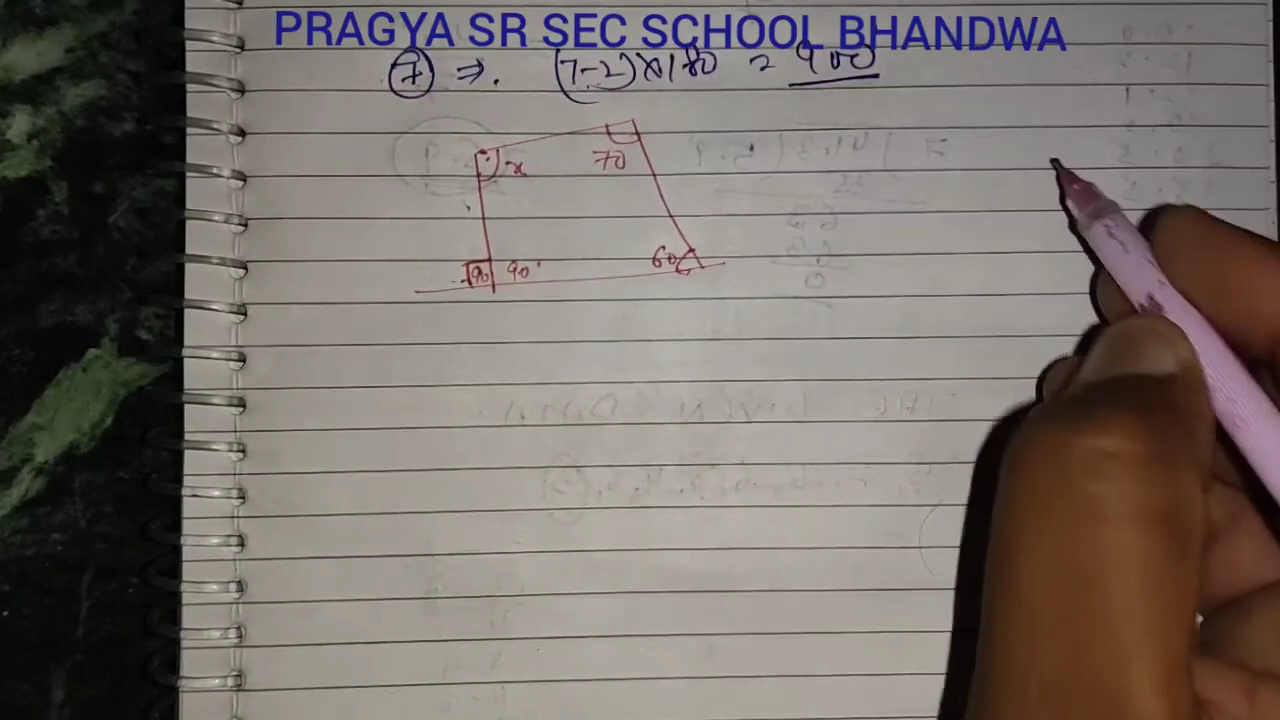 PRAGYA SR SEC SCHOOL BHANDWA
7 ⇒. (7-2)×180 = 900
x 70
90 90° 60